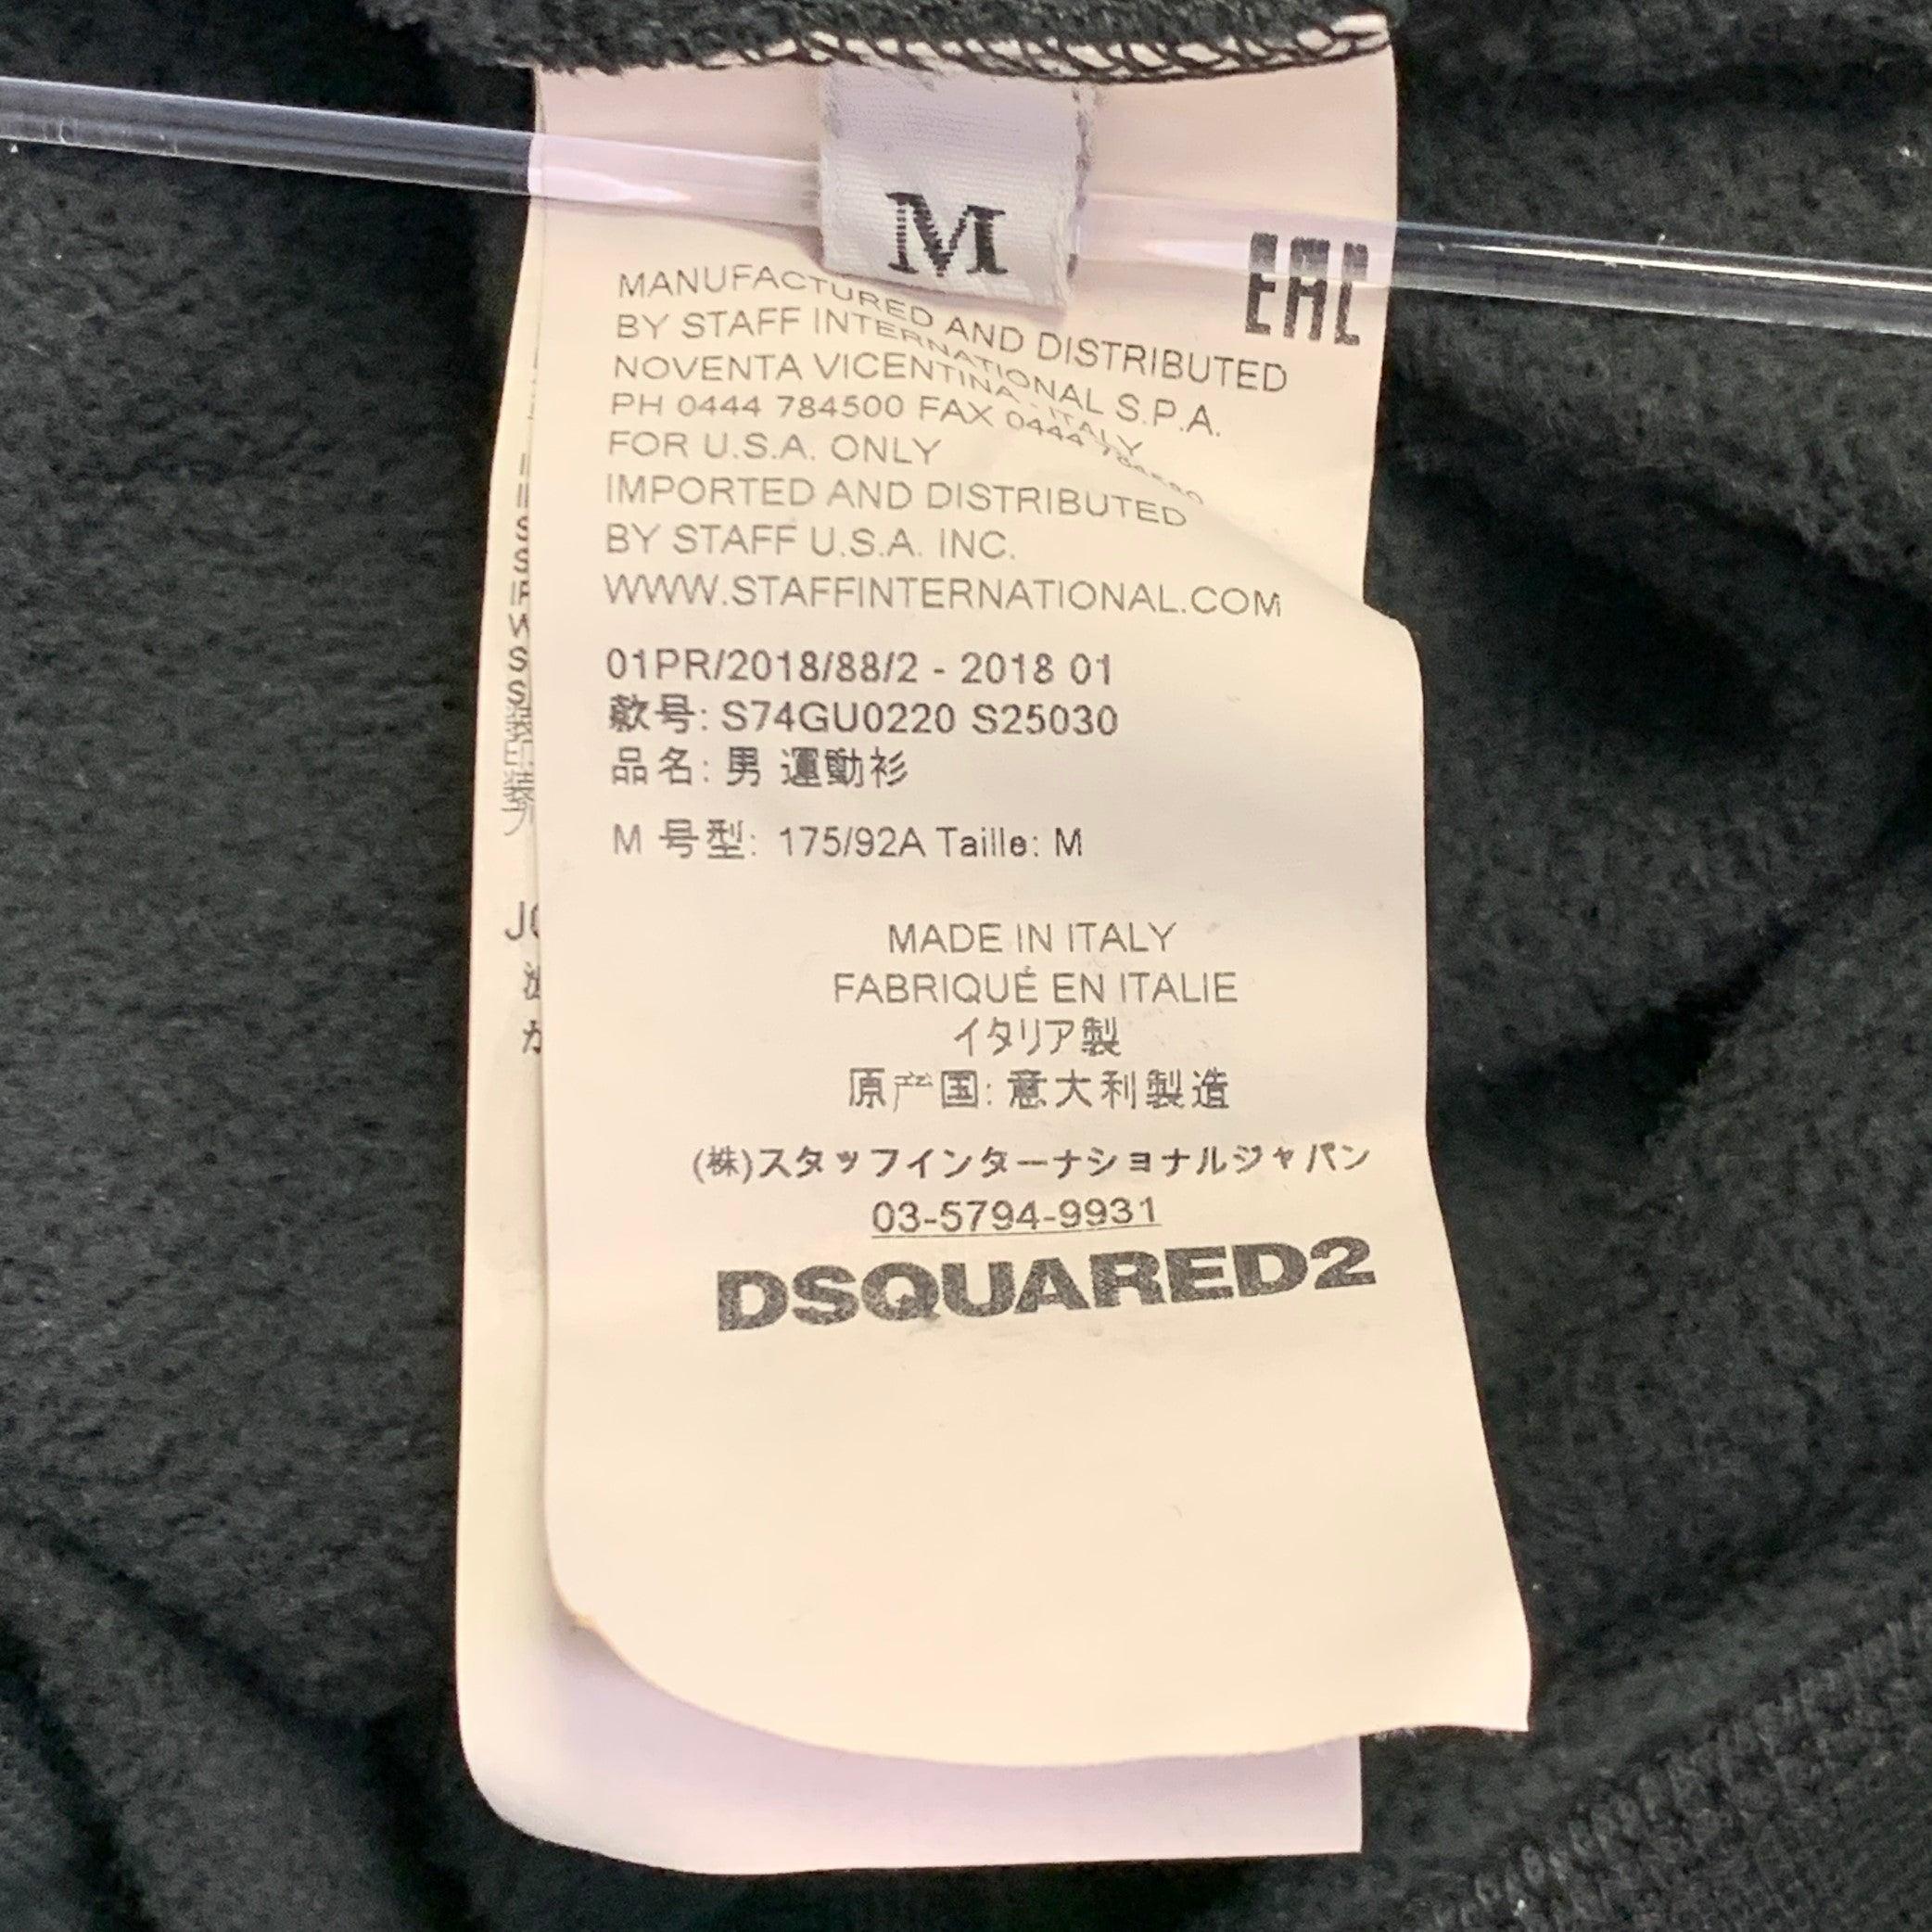 M
EAC
MANUFACTURED AND DISTRIBUTED
BY STAFF INTERNATIONAL S.P.A.
NOVENTA VICENTINA - ITALY
PH 0444 784500 FAX 0444
FOR U.S.A. ONLY
IMPORTED AND DISTRIBUTED
BY STAFF U.S.A. INC.
WWW.STAFFINTERNATIONAL.COM
01PR/2018/88/2 - 2018 01
款号: S74GU0220 S25030
品名: 男 運動衫
M 号型: 175/92A Taille: M
MADE IN ITALY
FABRIQUÉ EN ITALIE
イタリア製
原产国: 意大利製造
(株)スタッフインターナショナルジャパン
03-5794-9931
DSQUARED2